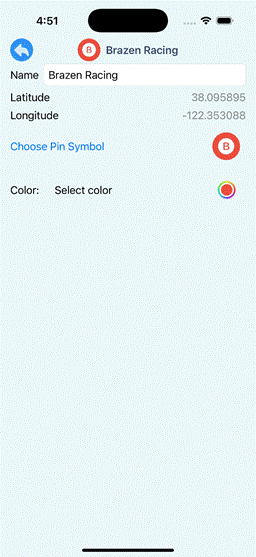 4:51
B Brazen Racing
Name Brazen Racing
Latitude 38.095895
Longitude -122.353088
Choose Pin Symbol B
Color: Select color